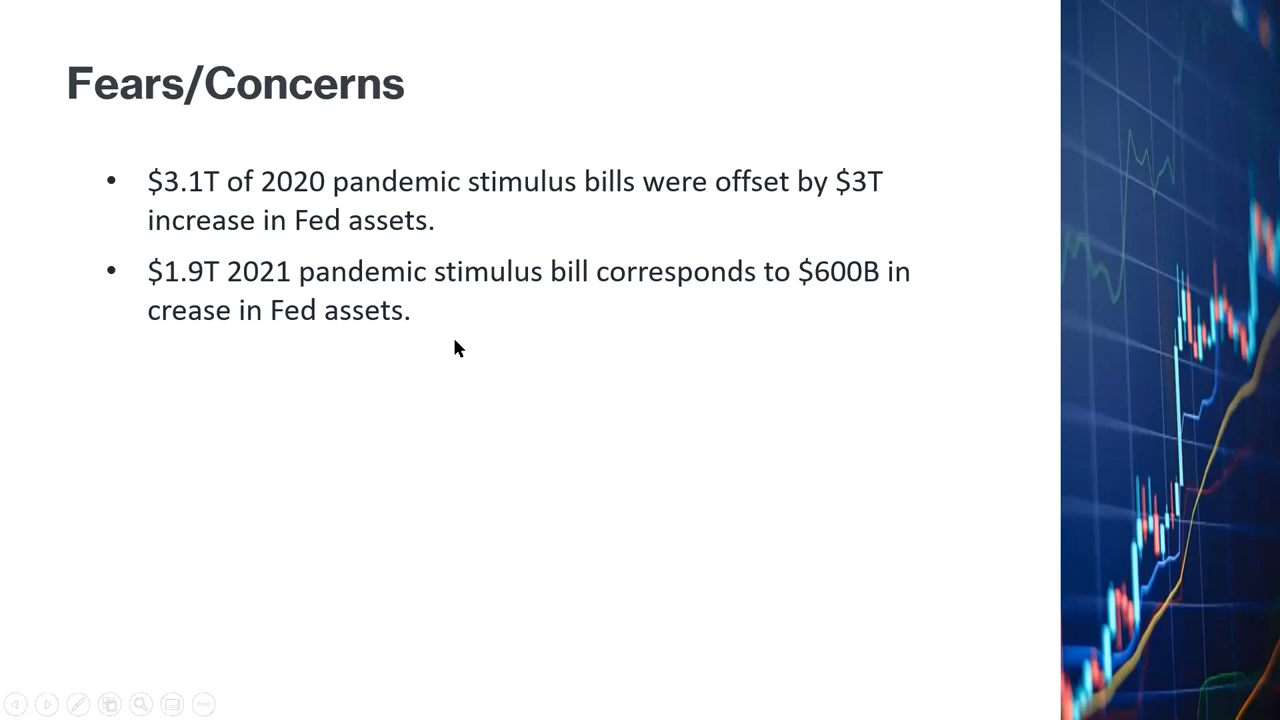 Fears/Concerns
• $3.1T of 2020 pandemic stimulus bills were offset by $3T
increase in Fed assets.
• $1.9T 2021 pandemic stimulus bill corresponds to $600B in
crease in Fed assets.